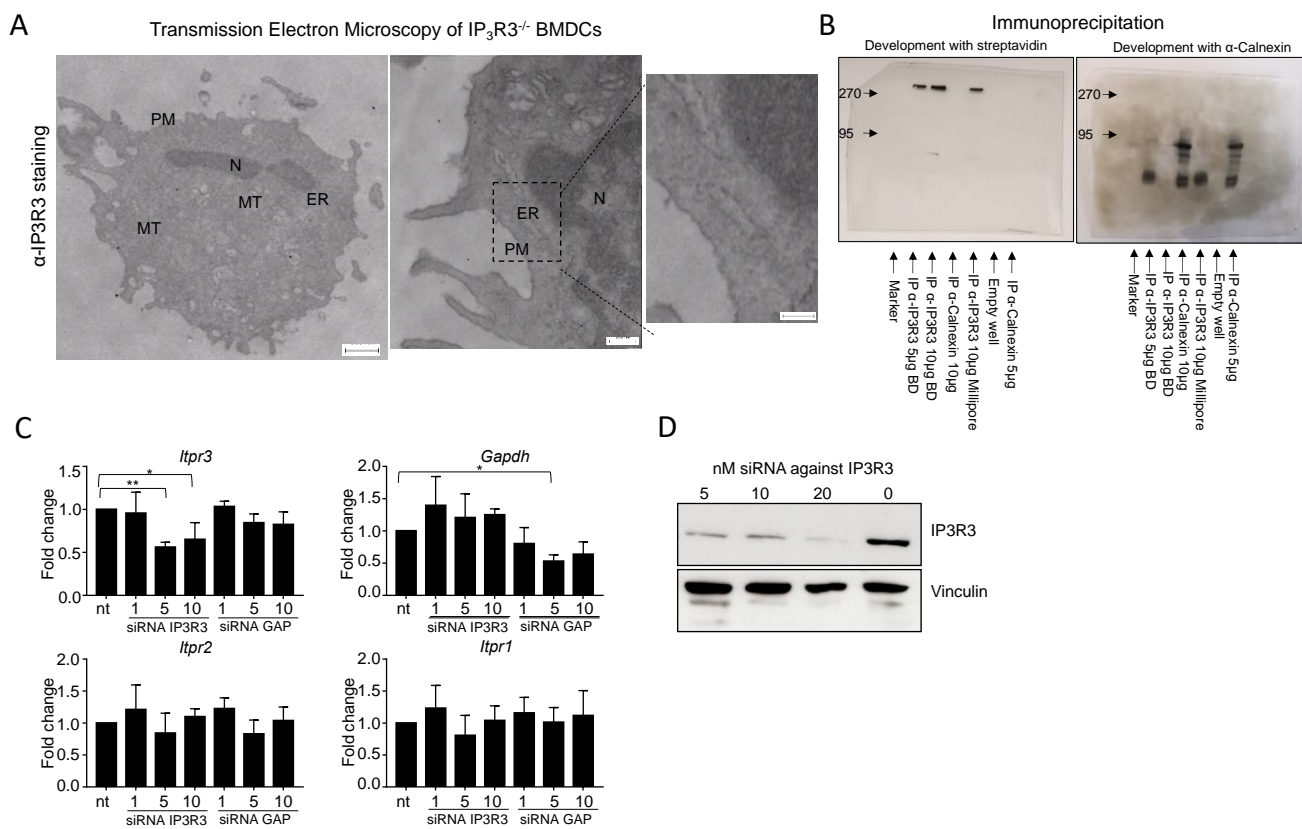 A
Transmission Electron Microscopy of IP3R3-/- BMDCs
α-IP3R3 staining
PM
N
MT
MT
ER
ER
PM
N
B
Immunoprecipitation
Development with streptavidin
Development with α-Calnexin
270
95
270
95
Marker
IP α-IP3R3 5µg BD
IP α-IP3R3 10µg BD
IP α-Calnexin 10µg
IP α-IP3R3 10µg Millipore
Empty well
IP α-Calnexin 5µg
Marker
IP α-IP3R3 5µg BD
IP α-IP3R3 10µg BD
IP α-Calnexin 10µg
IP α-IP3R3 10µg Millipore
Empty well
IP α-Calnexin 5µg
C
Itpr3
Fold change
1.5
1.0
0.5
0.0
*
**
nt 1 5 10 1 5 10
siRNA IP3R3 siRNA GAP
Gapdh
Fold change
2.0
1.5
1.0
0.5
0.0
*
nt 1 5 10 1 5 10
siRNA IP3R3 siRNA GAP
Itpr2
Fold change
2.0
1.5
1.0
0.5
0.0
nt 1 5 10 1 5 10
siRNA IP3R3 siRNA GAP
Itpr1
Fold change
2.0
1.5
1.0
0.5
0.0
nt 1 5 10 1 5 10
siRNA IP3R3 siRNA GAP
D
nM siRNA against IP3R3
5 10 20 0
IP3R3
Vinculin